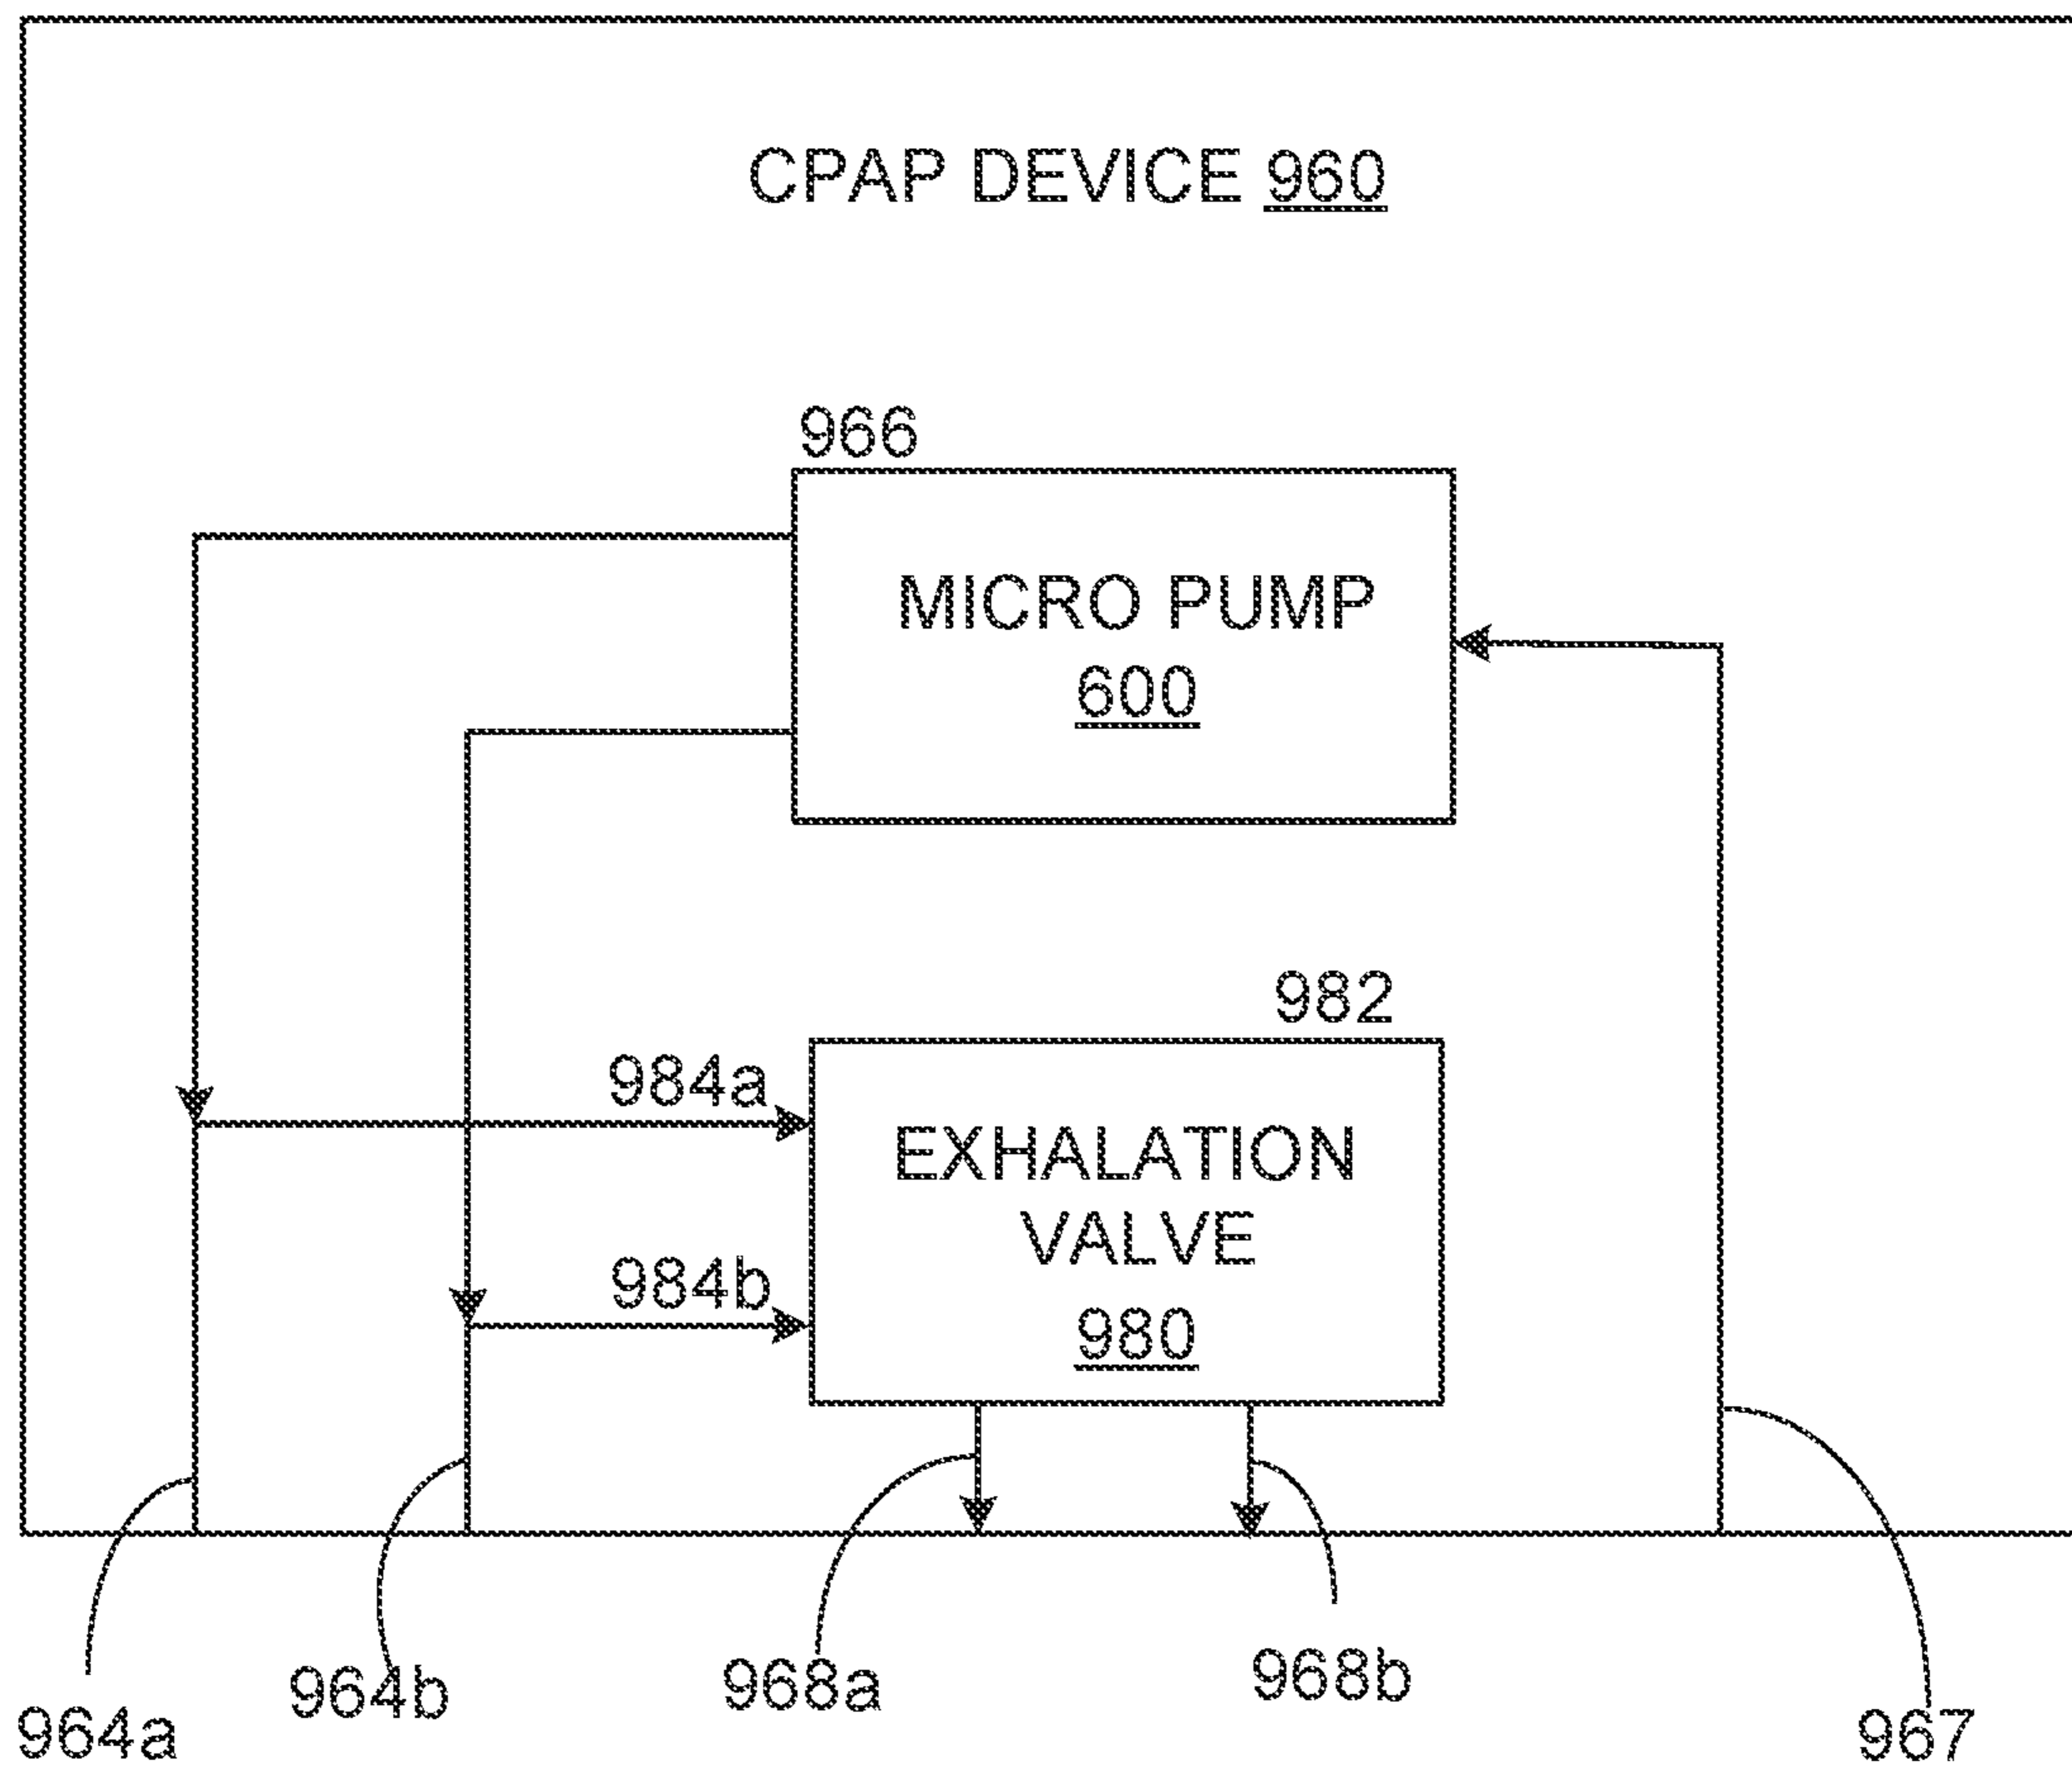 CPAP DEVICE 960
966
MICRO PUMP
600
982
984a
EXHALATION
VALVE
984b
980
964a
964b
968a
968b
967